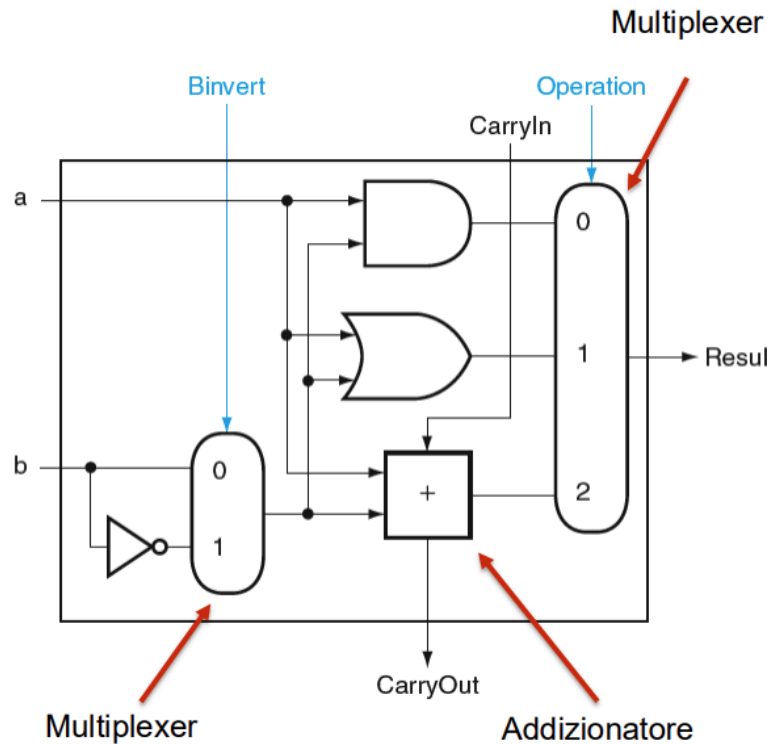 Multiplexer
Binvert
Operation
CarryIn
a
0
1
Resul
b
0
2
+
1
CarryOut
Multiplexer
Addizionatore